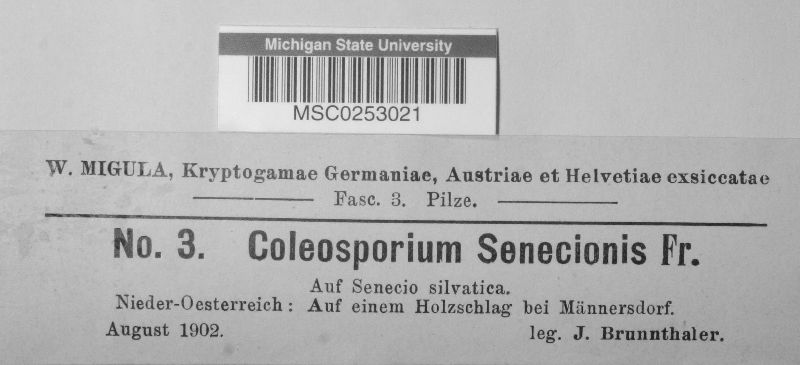 Michigan State University
MSC0253021
W. MIGULA, Kryptogamae Germaniae, Austriae et Helvetiae exsiccatae
Fasc. 3. Pilze.
No. 3. Coleosporium Senecionis Fr.
Auf Senecio silvatica.
Nieder-Oesterreich: Auf einem Holzschlag bei Männersdorf.
August 1902. leg. J. Brunnthaler.